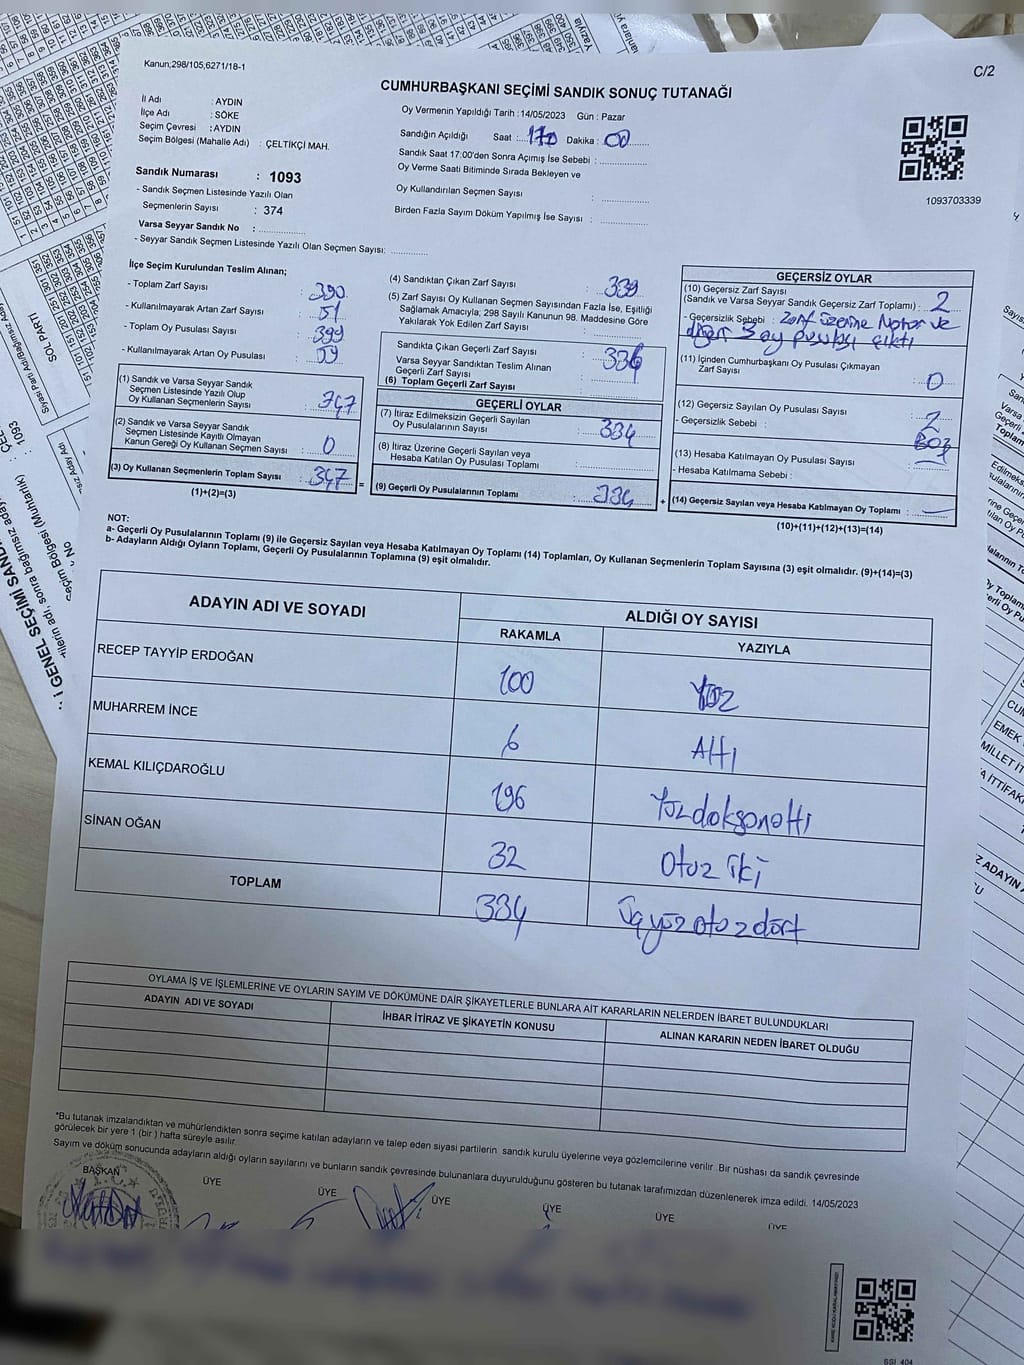 Kanun;298/105,6271/18-1
C/2
CUMHURBAŞKANI SEÇİMİ SANDIK SONUÇ TUTANAĞI
İl Adı : AYDIN
İlçe Adı : SÖKE
Seçim Çevresi : AYDIN
Seçim Bölgesi (Mahalle Adı) : ÇELTİKÇİ MAH.
Sandık Numarası : 1093
- Sandık Seçmen Listesinde Yazılı Olan
Seçmenlerin Sayısı : 374
Varsa Seyyar Sandık No :
- Seyyar Sandık Seçmen Listesinde Yazılı Olan Seçmen Sayısı:
Oy Vermenin Yapıldığı Tarih : 14/05/2023 Gün : Pazar
Sandığın Açıldığı Saat : 17 Dakika : 00
Sandık Saat 17:00'den Sonra Açımış İse Sebebi :
Oy Verme Saati Bitiminde Sırada Bekleyen ve
Oy Kullandırılan Seçmen Sayısı :
Birden Fazla Sayım Döküm Yapılmış İse Sayısı :
1093703339
İlçe Seçim Kurulundan Teslim Alınan;
- Toplam Zarf Sayısı : 390
- Kullanılmayarak Artan Zarf Sayısı : 51
- Toplam Oy Pusulası Sayısı : 399
- Kullanılmayarak Artan Oy Pusulası : 59
(1) Sandık ve Varsa Seyyar Sandık
Seçmen Listesinde Yazılı Olup
Oy Kullanan Seçmenlerin Sayısı : 347
(2) Sandık ve Varsa Seyyar Sandık
Seçmen Listesinde Kayıtlı Olmayan
Kanun Gereği Oy Kullanan Seçmen Sayısı : 0
(3) Oy Kullanan Seçmenlerin Toplam Sayısı : 347
(1)+(2)=(3)
=
(4) Sandıktan Çıkan Zarf Sayısı : 339
(5) Zarf Sayısı Oy Kullanan Seçmen Sayısından Fazla İse, Eşitliği
Sağlamak Amacıyla, 298 Sayılı Kanunun 98. Maddesine Göre
Yakılarak Yok Edilen Zarf Sayısı :
Sandıkta Çıkan Geçerli Zarf Sayısı : 336
Varsa Seyyar Sandıktan Teslim Alınan
Geçerli Zarf Sayısı :
(6) Toplam Geçerli Zarf Sayısı :
GEÇERLİ OYLAR
(7) İtiraz Edilmeksizin Geçerli Sayılan
Oy Pusulalarının Sayısı : 334
(8) İtiraz Üzerine Geçerli Sayılan veya
Hesaba Katılan Oy Pusulası Toplamı :
(9) Geçerli Oy Pusulalarının Toplamı : 334
+
GEÇERSİZ OYLAR
(10) Geçersiz Zarf Sayısı
(Sandık ve Varsa Seyyar Sandık Geçersiz Zarf Toplamı) : 2
- Geçersizlik Sebebi : Zarf üzerine Notar ve
diğeri 3 oy pusulası çıktı
(11) İçinden Cumhurbaşkanı Oy Pusulası Çıkmayan
Zarf Sayısı : 0
(12) Geçersiz Sayılan Oy Pusulası Sayısı : 2
- Geçersizlik Sebebi : Boş
(13) Hesaba Katılmayan Oy Pusulası Sayısı : —
- Hesaba Katılmama Sebebi :
(14) Geçersiz Sayılan veya Hesaba Katılmayan Oy Toplamı : —
(10)+(11)+(12)+(13)=(14)
NOT:
a- Geçerli Oy Pusulalarının Toplamı (9) ile Geçersiz Sayılan veya Hesaba Katılmayan Oy Toplamı (14) Toplamları, Oy Kullanan Seçmenlerin Toplam Sayısına (3) eşit olmalıdır. (9)+(14)=(3)
b- Adayların Aldığı Oyların Toplamı, Geçerli Oy Pusulalarının Toplamına (9) eşit olmalıdır.
ADAYIN ADI VE SOYADI ALDIĞI OY SAYISI
RAKAMLA YAZIYLA
RECEP TAYYİP ERDOĞAN 100 Yüz
MUHARREM İNCE 6 Altı
KEMAL KILIÇDAROĞLU 196 Yüzdoksanaltı
SİNAN OĞAN 32 Otuz iki
TOPLAM 334 Üçyüzotuzdört
OYLAMA İŞ VE İŞLEMLERİNE VE OYLARIN SAYIM VE DÖKÜMÜNE DAİR ŞİKAYETLERLE BUNLARA AİT KARARLARIN NELERDEN İBARET BULUNDUKLARI
ADAYIN ADI VE SOYADI İHBAR İTİRAZ VE ŞİKAYETİN KONUSU ALINAN KARARIN NEDEN İBARET OLDUĞU
*Bu tutanak imzalandıktan ve mühürlendikten sonra seçime katılan adayların ve talep eden siyasi partilerin sandık kurulu üyelerine veya gözlemcilerine verilir .Bir nüshası da sandık çevresinde
görülecek bir yere 1 (bir ) hafta süreyle asılır.
Sayım ve döküm sonucunda adayların aldığı oyların sayılarını ve bunların sandık çevresinde bulunanlara duyurulduğunu gösteren bu tutanak tarafımızdan düzenlenerek imza edildi. 14/05/2023
BAŞKAN ÜYE ÜYE ÜYE ÜYE ÜYE ÜYE
SOL PARTİ
1093